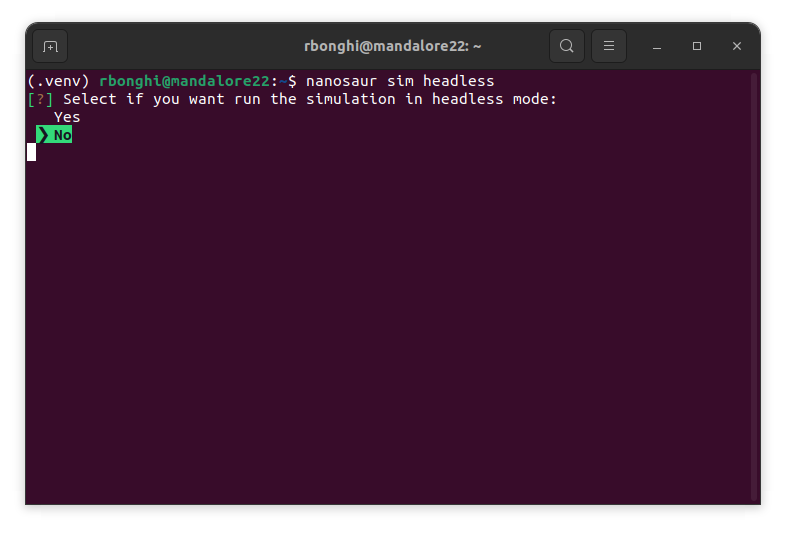 rbonghi@mandalore22: ~
(.venv) rbonghi@mandalore22:~$ nanosaur sim headless
[?] Select if you want run the simulation in headless mode:
Yes
❯ No